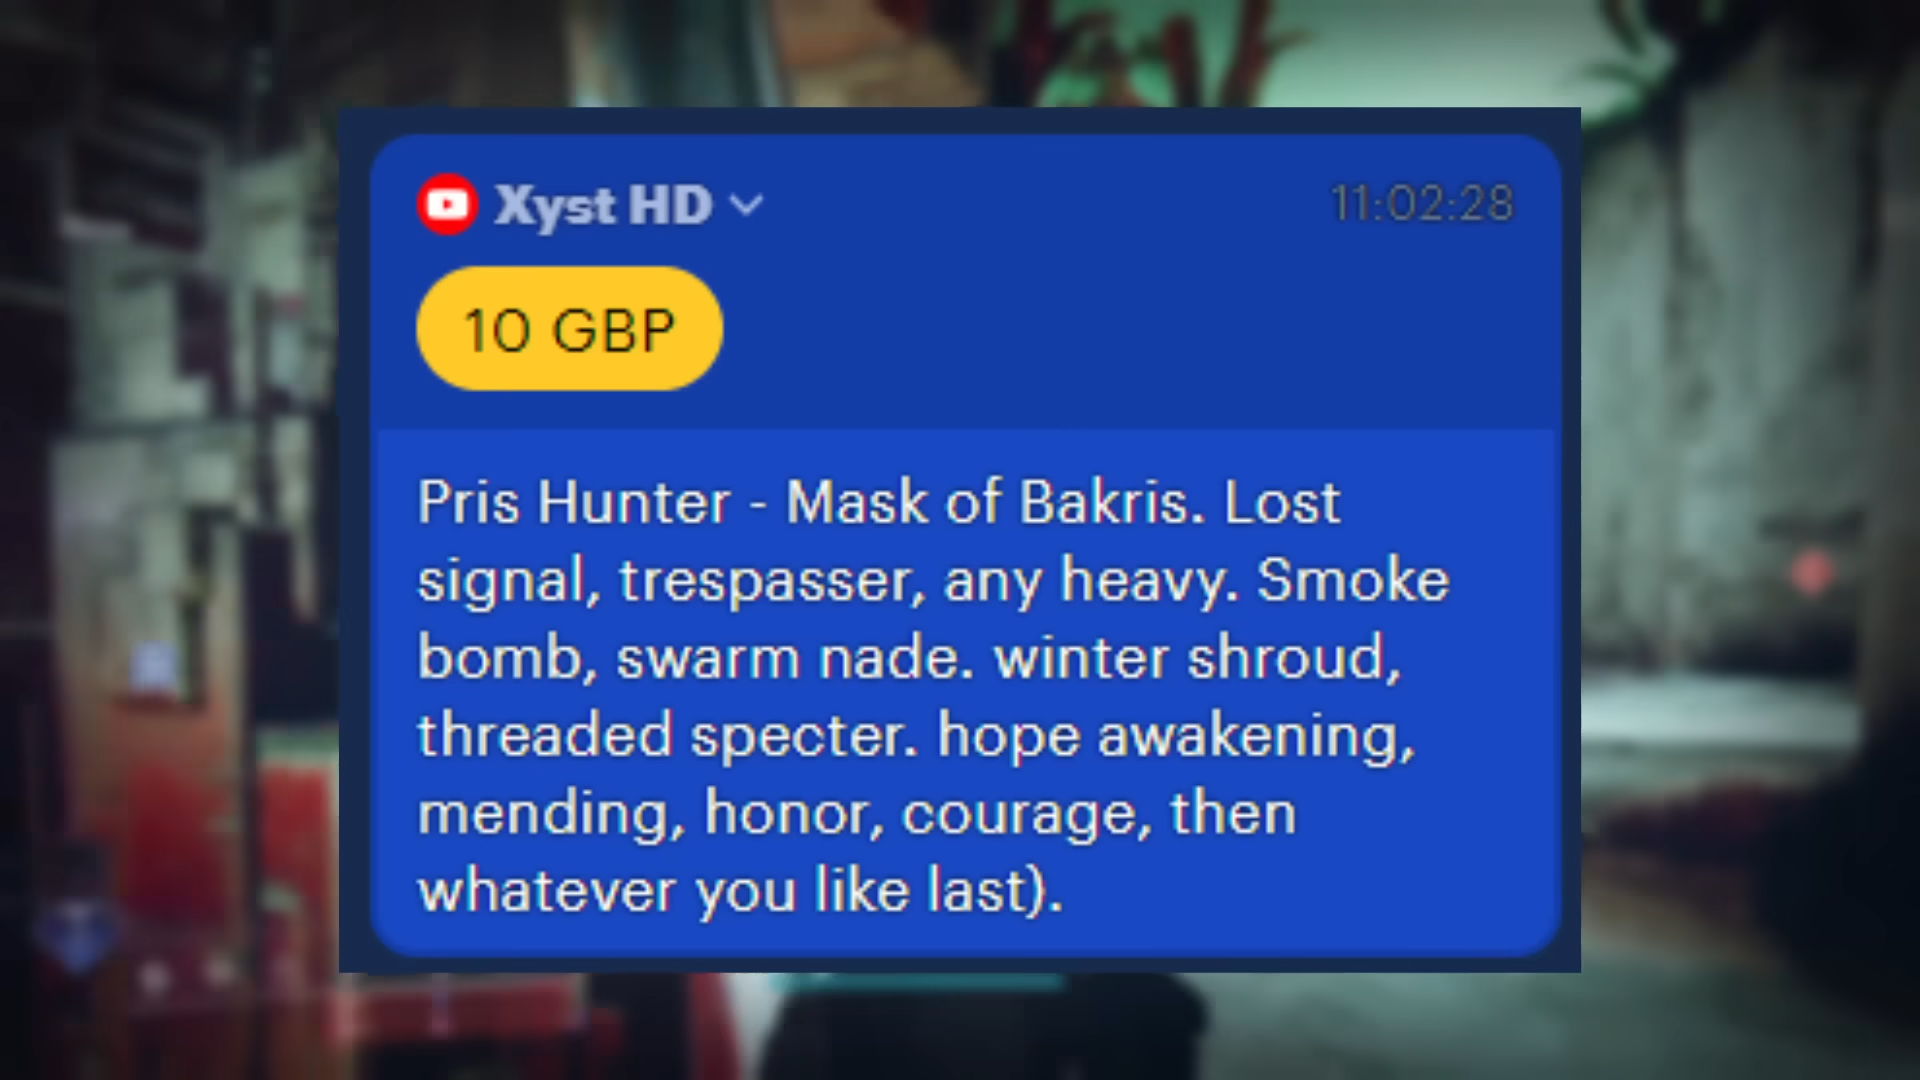 Xyst HD
11:02:28
10 GBP
Pris Hunter - Mask of Bakris. Lost
signal, trespasser, any heavy. Smoke
bomb, swarm nade. winter shroud,
threaded specter. hope awakening,
mending, honor, courage, then
whatever you like last).